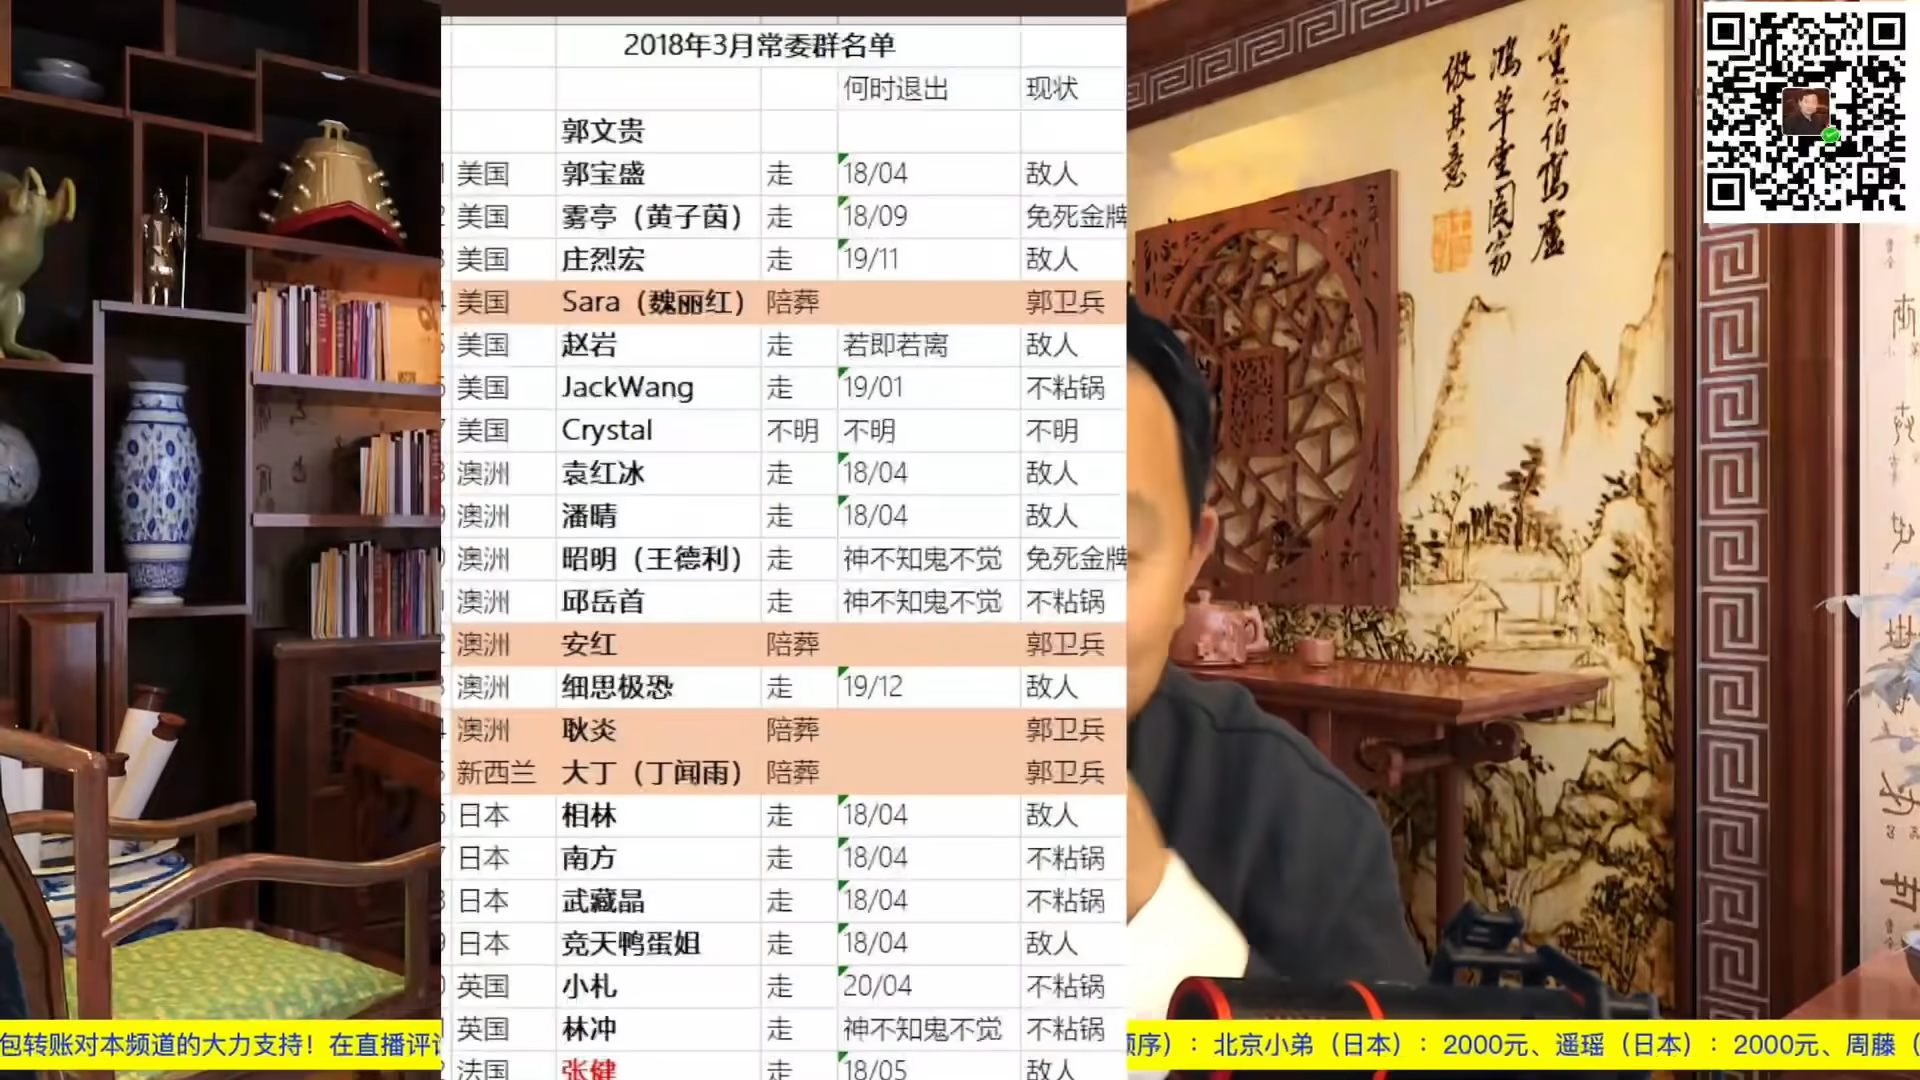 2018年3月常委群名单
何时退出 现状
郭文贵
美国 郭宝盛 走 18/04 敌人
美国 雾亭（黄子茵） 走 18/09 免死金牌
美国 庄烈宏 走 19/11 敌人
美国 Sara（魏丽红） 陪葬 郭卫兵
美国 赵岩 走 若即若离 敌人
美国 JackWang 走 19/01 不粘锅
美国 Crystal 不明 不明 不明
澳洲 袁红冰 走 18/04 敌人
澳洲 潘晴 走 18/04 敌人
澳洲 昭明（王德利） 走 神不知鬼不觉 免死金牌
澳洲 邱岳首 走 神不知鬼不觉 不粘锅
澳洲 安红 陪葬 郭卫兵
澳洲 细思极恐 走 19/12 敌人
澳洲 耿炎 陪葬 郭卫兵
新西兰 大丁（丁闻雨） 陪葬 郭卫兵
日本 相林 走 18/04 敌人
日本 南方 走 18/04 不粘锅
日本 武藏晶 走 18/04 不粘锅
日本 竞天鸭蛋姐 走 18/04 敌人
英国 小札 走 20/04 不粘锅
英国 林冲 走 神不知鬼不觉 不粘锅
法国 张健 18/05 敌人
董宗伯写卢
鸿草堂图为
仿其意
包转账对本频道的大力支持！在直播评
顺序）：北京小弟（日本）：2000元、遥瑶（日本）：2000元、周藤（